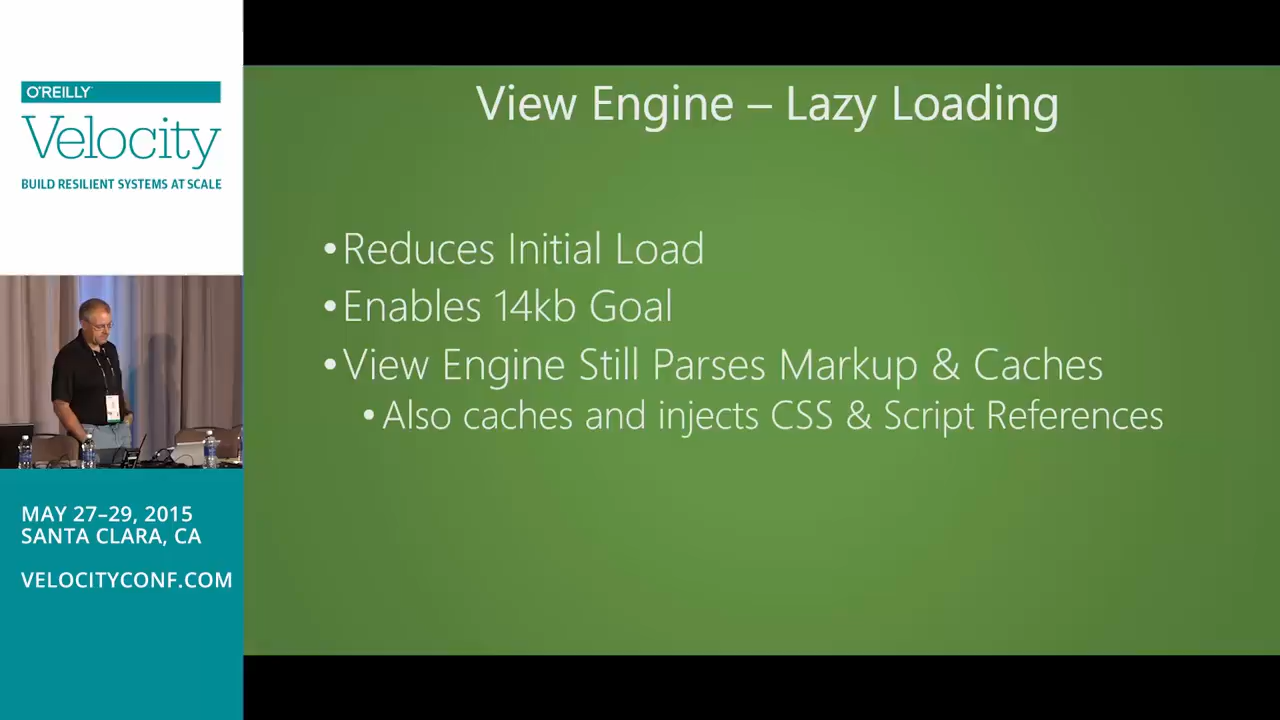 O'REILLY
Velocity
BUILD RESILIENT SYSTEMS AT SCALE
MAY 27–29, 2015
SANTA CLARA, CA
VELOCITYCONF.COM
View Engine – Lazy Loading
•Reduces Initial Load
•Enables 14kb Goal
•View Engine Still Parses Markup & Caches
•Also caches and injects CSS & Script References